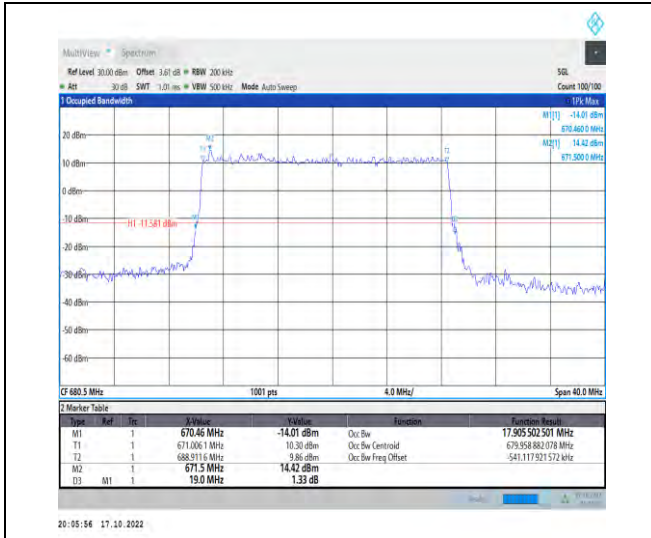 MultiView Spectrum
Ref Level 30.00 dBm Offset 3.61 dB RBW 200 kHz SGL
Att 30 dB SWT 1.01 ms VBW 500 kHz Mode Auto Sweep Count 100/100
1 Occupied Bandwidth 1Pk Max
M1[1] -14.01 dBm
670.460 0 MHz
M2[1] 14.42 dBm
671.500 0 MHz
20 dBm
M2
T1 T2
10 dBm
0 dBm
-10 dBm
H1 -11.581 dBm
-20 dBm
-30 dBm
-40 dBm
-50 dBm
-60 dBm
CF 680.5 MHz 1001 pts 4.0 MHz/ Span 40.0 MHz
2 Marker Table
Type Ref Trc X-Value Y-Value Function Function Result
M1 1 670.46 MHz -14.01 dBm Occ Bw 17.905 502 501 MHz
T1 1 671.006 1 MHz 10.30 dBm Occ Bw Centroid 679.958 882 078 MHz
T2 1 688.911 6 MHz 9.86 dBm Occ Bw Freq Offset -541.117 921 572 kHz
M2 1 671.5 MHz 14.42 dBm
D3 M1 1 19.0 MHz 1.33 dB
20:05:56 17.10.2022